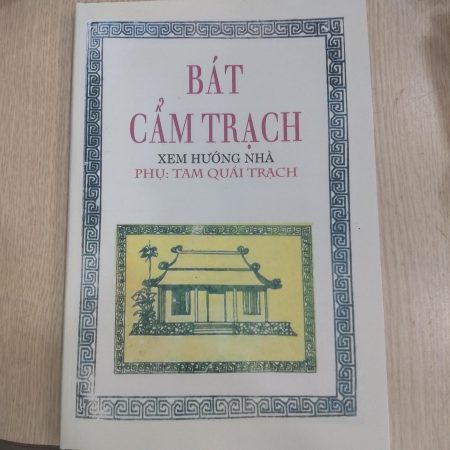 BÁT
CẨM TRẠCH
XEM HƯỚNG NHÀ
PHỤ: TAM QUÁI TRẠCH